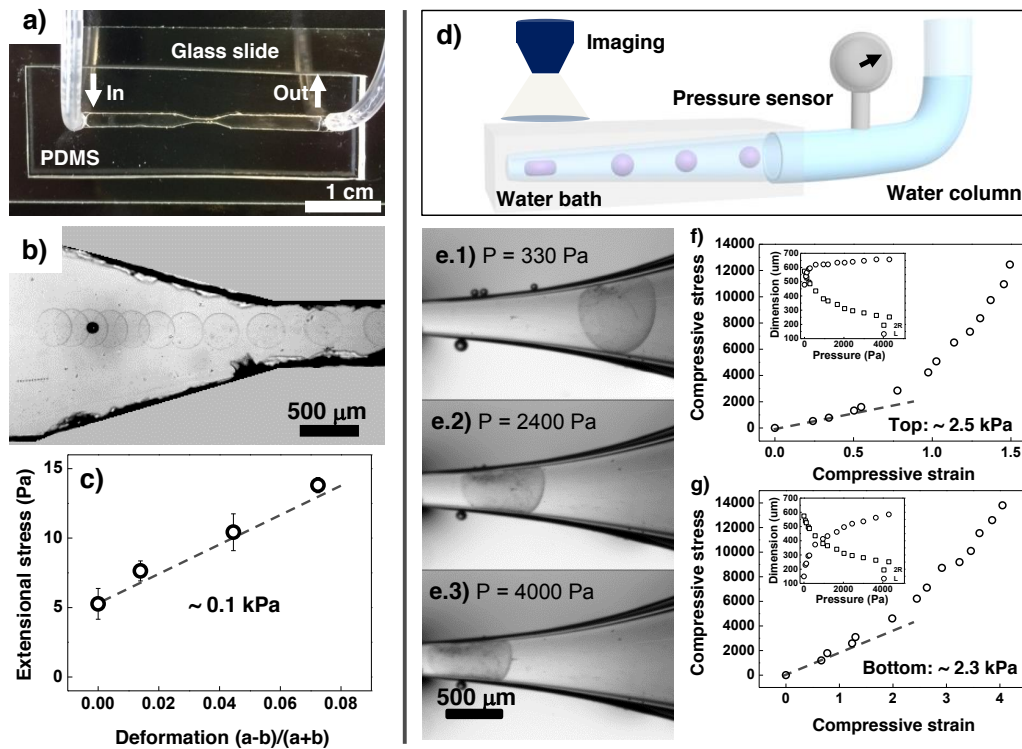 a)
Glass slide
In
Out
PDMS
1 cm
b)
500 μm
c)
Extensional stress (Pa)
15
10
5
0
~ 0.1 kPa
0.00 0.02 0.04 0.06 0.08
Deformation (a-b)/(a+b)
d)
Imaging
Pressure sensor
Water bath
Water column
e.1) P = 330 Pa
e.2) P = 2400 Pa
e.3) P = 4000 Pa
500 μm
f)
Compressive stress
14000
12000
10000
8000
6000
4000
2000
0
Dimension (um)
700
600
500
400
300
200
100
0 2000 4000
Pressure (Pa)
2R
L
Top: ~ 2.5 kPa
0.0 0.5 1.0 1.5
Compressive strain
g)
Compressive stress
14000
12000
10000
8000
6000
4000
2000
0
Dimension (um)
700
600
500
400
300
200
100
0 2000 4000
Pressure (Pa)
2R
L
Bottom: ~ 2.3 kPa
0 1 2 3 4
Compressive strain